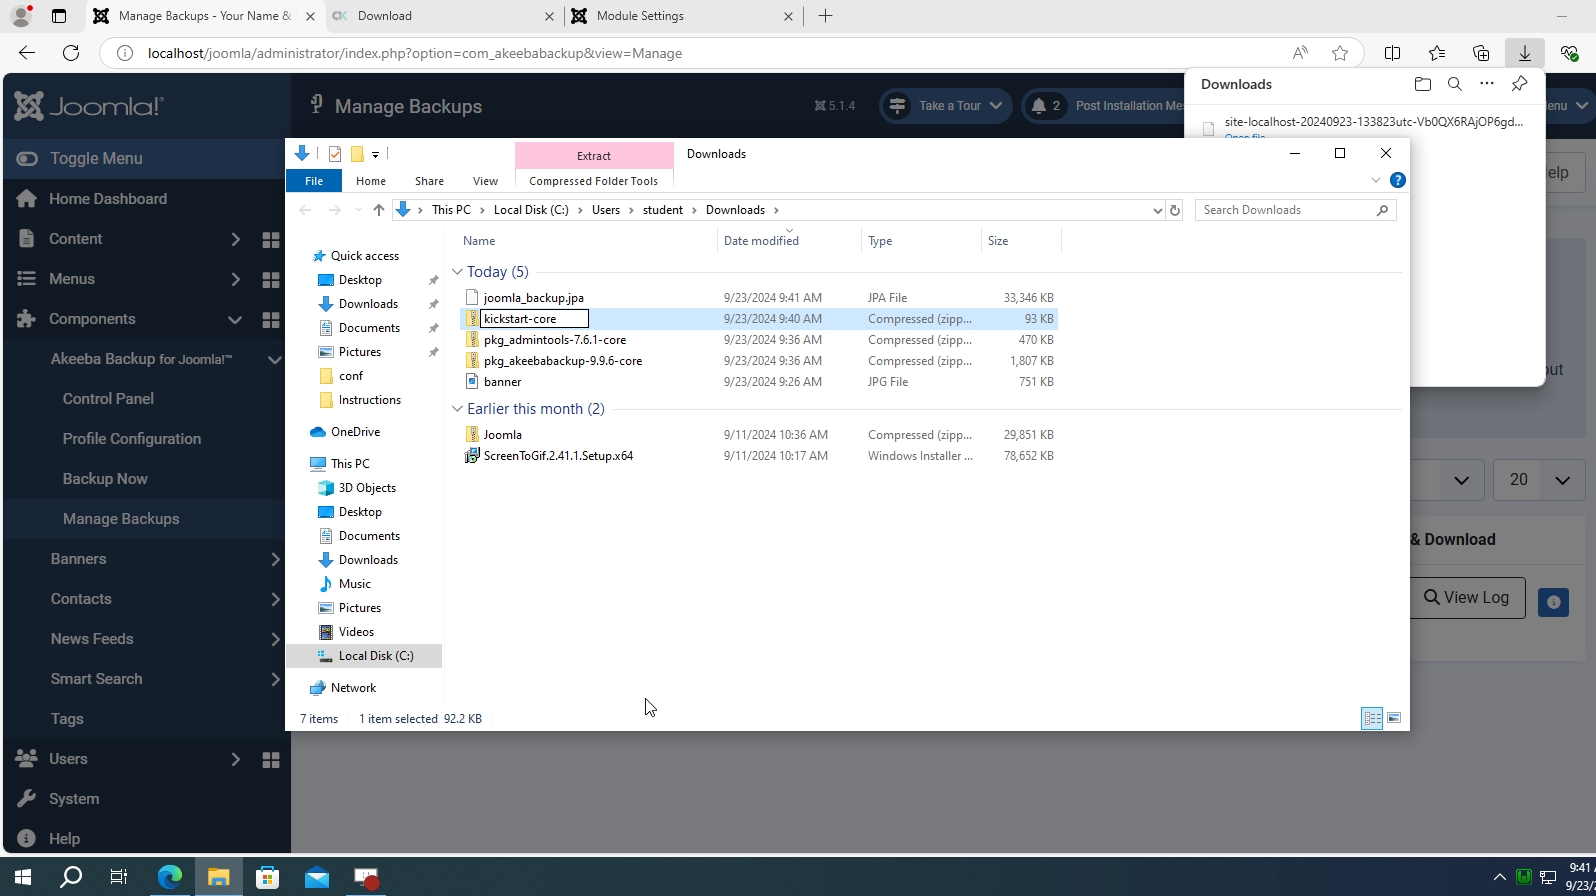 Manage Backups - Your Name &
Download
Module Settings
localhost/joomla/administrator/index.php?option=com_akeebabackup&view=Manage
Joomla!
Manage Backups
5.1.4
Take a Tour
2
Post Installation Me
enu
Downloads
site-localhost-20240923-133823utc-Vb0QX6RAjOP6gd...
Open file
elp
out
Toggle Menu
Home Dashboard
Content
Menus
Components
Akeeba Backup for Joomla!™
Control Panel
Profile Configuration
Backup Now
Manage Backups
Banners
Contacts
News Feeds
Smart Search
Tags
Users
System
Help
Extract
Downloads
File
Home
Share
View
Compressed Folder Tools
This PC > Local Disk (C:) > Users > student > Downloads >
Search Downloads
Quick access
Desktop
Downloads
Documents
Pictures
conf
Instructions
OneDrive
This PC
3D Objects
Desktop
Documents
Downloads
Music
Pictures
Videos
Local Disk (C:)
Network
Name Date modified Type Size
Today (5)
joomla_backup.jpa 9/23/2024 9:41 AM JPA File 33,346 KB
kickstart-core 9/23/2024 9:40 AM Compressed (zipp... 93 KB
pkg_admintools-7.6.1-core 9/23/2024 9:36 AM Compressed (zipp... 470 KB
pkg_akeebabackup-9.9.6-core 9/23/2024 9:36 AM Compressed (zipp... 1,807 KB
banner 9/23/2024 9:26 AM JPG File 751 KB
Earlier this month (2)
Joomla 9/11/2024 10:36 AM Compressed (zipp... 29,851 KB
ScreenToGif.2.41.1.Setup.x64 9/11/2024 10:17 AM Windows Installer ... 78,652 KB
7 items 1 item selected 92.2 KB
20
& Download
View Log
9:41
9/23/